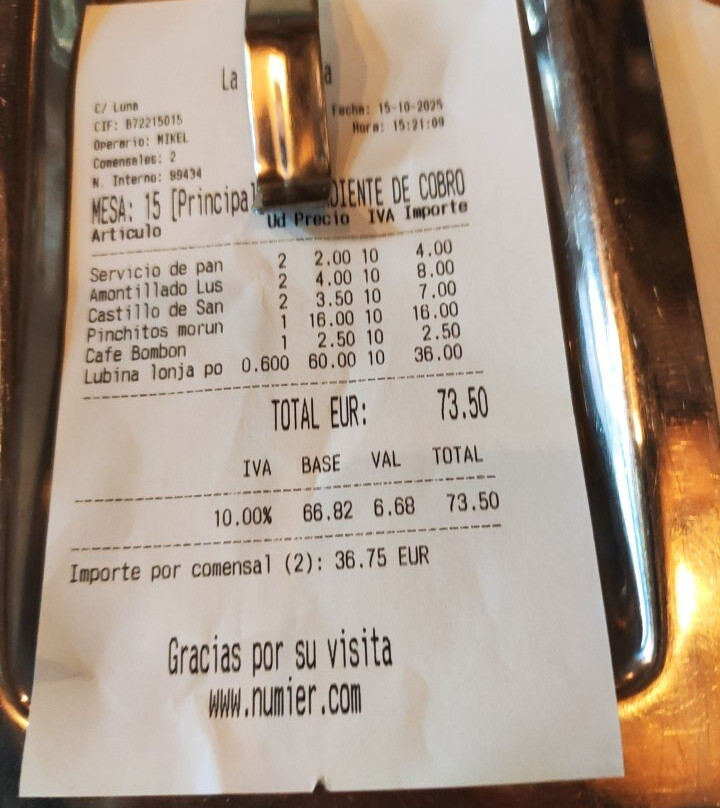 La a
C/ Luna
CIF: B72215015
Operario: MIKEL
Comensales: 2
N. Interno: 99434
Fecha: 15-10-2025
Hora: 15:21:09
MESA: 15 [Principal DIENTE DE COBRO
Articulo Ud Precio IVA Importe
Servicio de pan 2 2.00 10 4.00
Amontillado Lus 2 4.00 10 8.00
Castillo de San 2 3.50 10 7.00
Pinchitos morun 1 16.00 10 16.00
Cafe Bombon 1 2.50 10 2.50
Lubina lonja po 0.600 60.00 10 36.00
TOTAL EUR: 73.50
IVA BASE VAL TOTAL
10.00% 66.82 6.68 73.50
Importe por comensal (2): 36.75 EUR
Gracias por su visita
www.numier.com